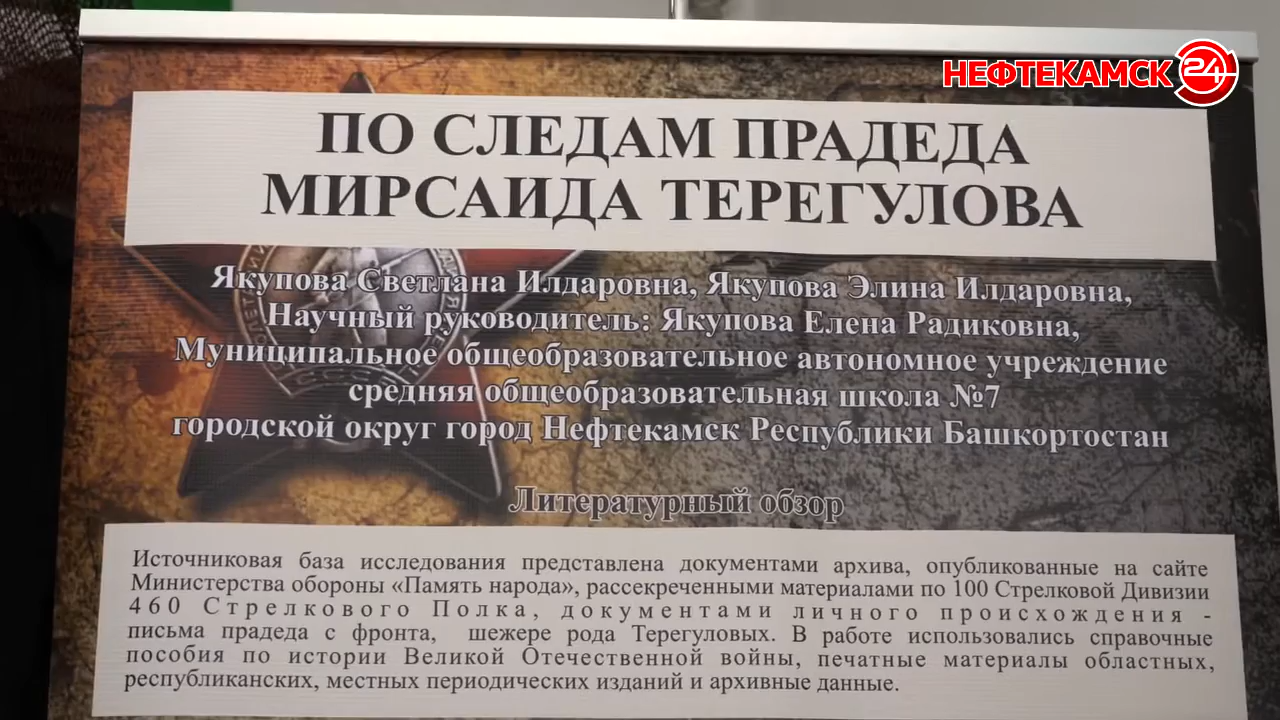 НЕФТЕКАМСК 24
ПО СЛЕДАМ ПРАДЕДА
МИРСАИДА ТЕРЕГУЛОВА
Якупова Светлана Илдаровна, Якупова Элина Илдаровна,
Научный руководитель: Якупова Елена Радиковна,
Муниципальное общеобразовательное автономное учреждение
средняя общеобразовательная школа №7
городской округ город Нефтекамск Республики Башкортостан
Литературный обзор
Источниковая база исследования представлена документами архива, опубликованные на сайте
Министерства обороны «Память народа», рассекреченными материалами по 100 Стрелковой Дивизии
460 Стрелкового Полка, документами личного происхождения -
письма прадеда с фронта, шежере рода Терегуловых. В работе использовались справочные
пособия по истории Великой Отечественной войны, печатные материалы областных,
республиканских, местных периодических изданий и архивные данные.